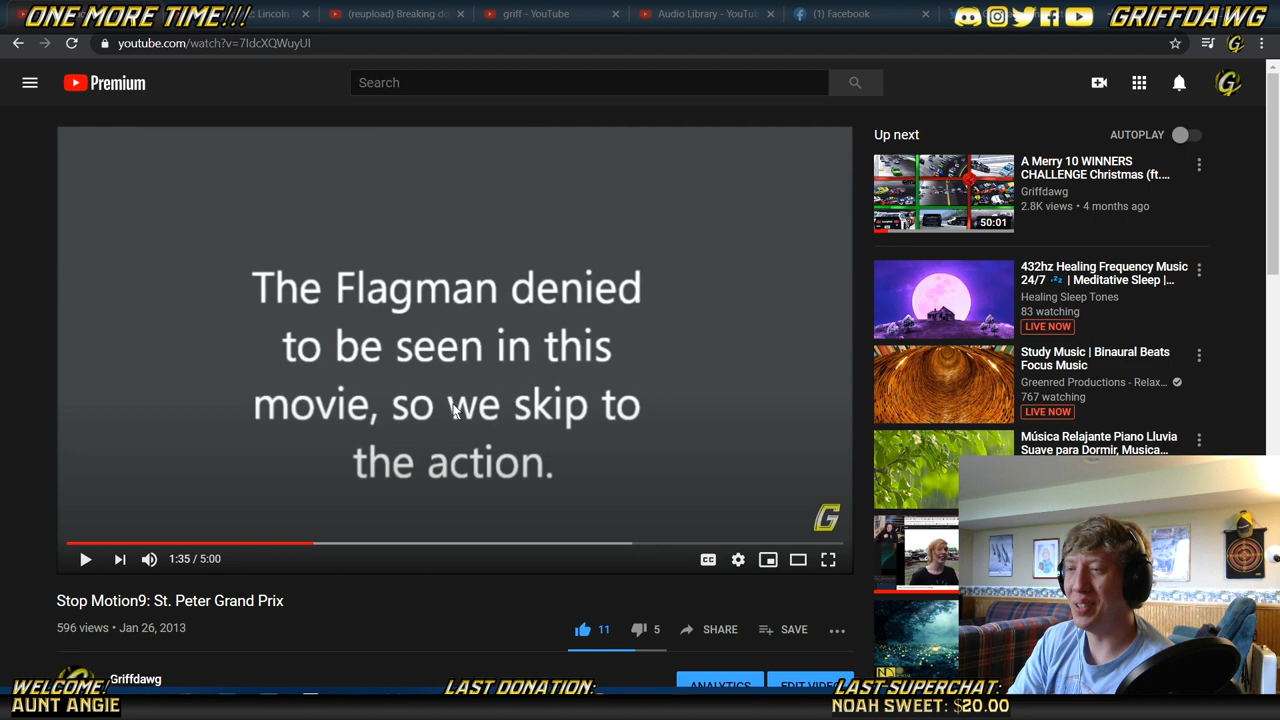 ONE MORE TIME!!!
Lincoln
(reupload) Breaking do
griff - YouTube
Audio Library - YouTub
(1) Facebook
GRIFFDAWG
youtube.com/watch?v=7IdcXQWuyUI
Premium
Search
The Flagman denied
to be seen in this
movie, so we skip to
the action.
G
1:35 / 5:00
Stop Motion9: St. Peter Grand Prix
596 views • Jan 26, 2013
11
5
SHARE
SAVE
Griffdawg
ANALYTICS
EDIT VIDEO
Up next
AUTOPLAY
A Merry 10 WINNERS
CHALLENGE Christmas (ft....
Griffdawg
2.8K views • 4 months ago
50:01
432hz Healing Frequency Music
24/7 💤 | Meditative Sleep |...
Healing Sleep Tones
83 watching
LIVE NOW
Study Music | Binaural Beats
Focus Music
Greenred Productions - Relax...
767 watching
LIVE NOW
Música Relajante Piano Lluvia
Suave para Dormir, Musica...
WELCOME!
AUNT ANGIE
LAST DONATION:
LAST SUPERCHAT:
NOAH SWEET: $20.00